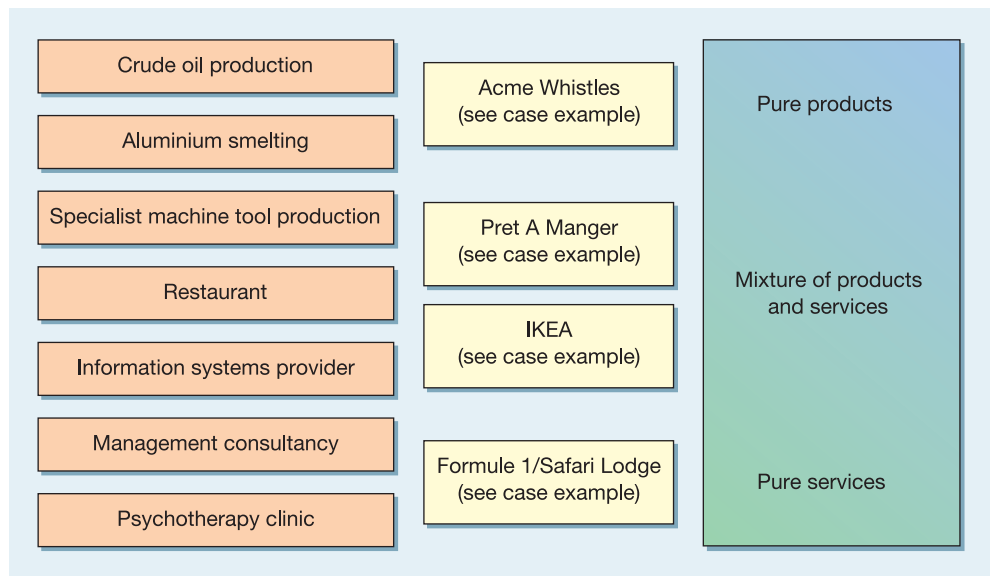 Crude oil production
Aluminium smelting
Specialist machine tool production
Restaurant
Information systems provider
Management consultancy
Psychotherapy clinic
Acme Whistles
(see case example)
Pret A Manger
(see case example)
IKEA
(see case example)
Formule 1/Safari Lodge
(see case example)
Pure products
Mixture of products
and services
Pure services